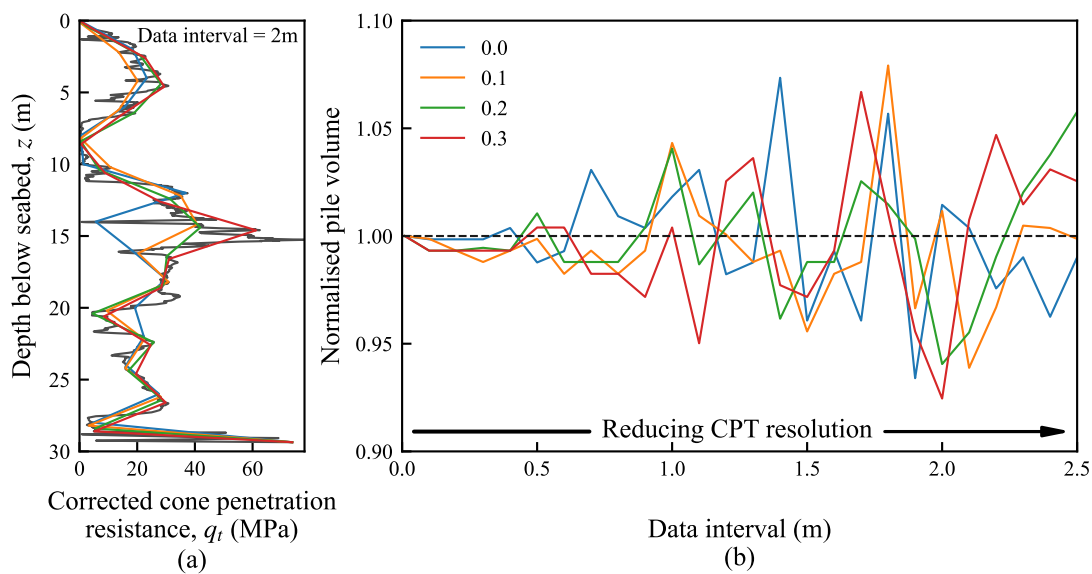 Data interval = 2m
0
5
10
15
20
25
30
0 20 40 60
Depth below seabed, z (m)
Corrected cone penetration
resistance, qt (MPa)
(a)
1.10
1.05
1.00
0.95
0.90
0.0
0.1
0.2
0.3
Reducing CPT resolution
0.0 0.5 1.0 1.5 2.0 2.5
Normalised pile volume
Data interval (m)
(b)